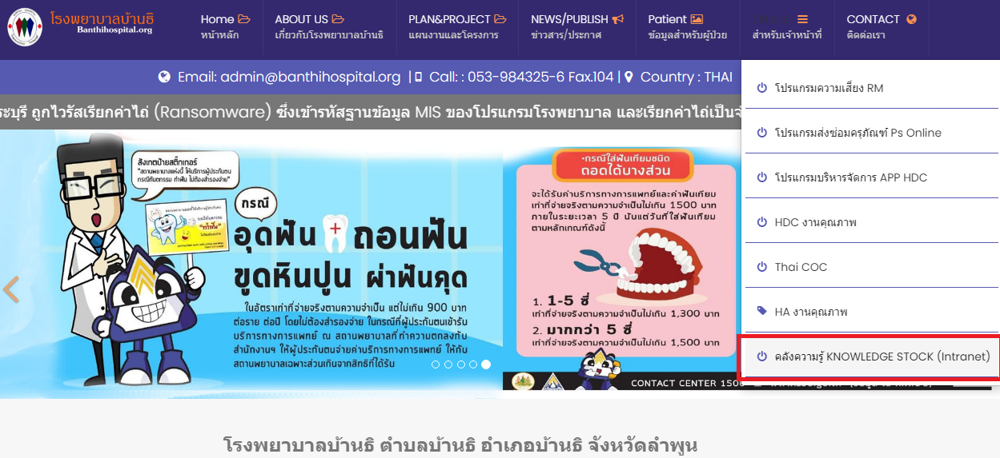 โรงพยาบาลบ้านธิ
Banthihospital.org
Home
หน้าหลัก
ABOUT US
เกี่ยวกับโรงพยาบาลบ้านธิ
PLAN&PROJECT
แผนงานและโครงการ
NEWS/PUBLISH
ข่าวสาร/ประกาศ
Patient
ข้อมูลสำหรับผู้ป่วย
สำหรับเจ้าหน้าที่
CONTACT
ติดต่อเรา
Email: admin@banthihospital.org | Call: : 053-984325-6 Fax.104 | Country : THAI
ระบุรี ถูกไวรัสเรียกค่าไถ่ (Ransomware) ซึ่งเข้ารหัสฐานข้อมูล MIS ของโปรแกรมโรงพยาบาล และเรียกค่าไถ่เป็นจ
สังเกตป้ายสติ๊กเกอร์
"สถานพยาบาลแห่งนี้ ให้บริการผู้ประกันตน
กรณีทันตกรรม ทำฟัน ไม่ต้องสำรองจ่าย"
กรณี
อุดฟัน + ถอนฟัน
ขูดหินปูน ผ่าฟันคุด
ในอัตราเท่าที่จ่ายจริงตามความจำเป็น แต่ไม่เกิน 900 บาท
ต่อราย ต่อปี โดยไม่ต้องสำรองจ่าย ในกรณีที่ผู้ประกันตนเข้ารับ
บริการทางการแพทย์ ณ สถานพยาบาลที่ทำความตกลงกับ
สำนักงานฯ ให้ผู้ประกันตนจ่ายค่าบริการทางการแพทย์ ให้กับ
สถานพยาบาลเฉพาะส่วนเกินจากสิทธิที่ได้รับ
•กรณีใส่ฟันเทียมชนิด
ถอดได้บางส่วน
จะได้รับค่าบริการทางการแพทย์และค่าฟันเทียม
เท่าที่จ่ายจริงตามความจำเป็นไม่เกิน 1500 บาท
ภายในระยะเวลา 5 ปี นับแต่วันที่ใส่ฟันเทียม
ตามหลักเกณฑ์ดังนี้
1. 1-5 ซี่
เท่าที่จ่ายจริงตามความจำเป็นไม่เกิน 1,300 บาท
2. มากกว่า 5 ซี่
เท่าที่จ่ายจริงตามความจำเป็นไม่เกิน 1,500 บาท
CONTACT CENTER 150
โปรแกรมความเสี่ยง RM
โปรแกรมส่งซ่อมครุภัณฑ์ Ps Online
โปรแกรมบริหารจัดการ APP HDC
HDC งานคุณภาพ
Thai COC
HA งานคุณภาพ
คลังความรู้ KNOWLEDGE STOCK (Intranet)
โรงพยาบาลบ้านธิ ตำบลบ้านธิ อำเภอบ้านธิ จังหวัดลำพูน